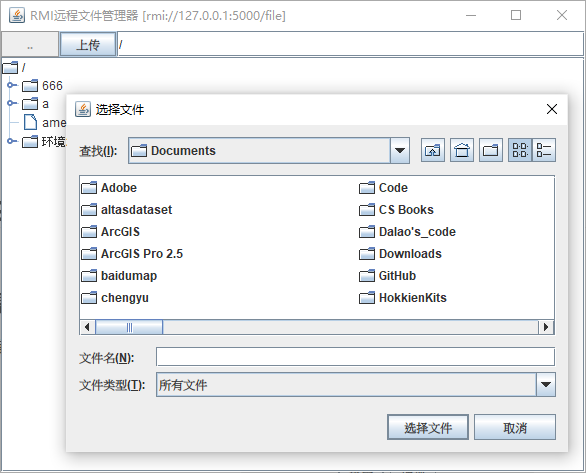 RMI远程文件管理器 [rmi://127.0.0.1:5000/file]
.. 上传 /
/
666
a
ame
环境
选择文件
查找(I): Documents
Adobe Code
altasdataset CS Books
ArcGIS Dalao's_code
ArcGIS Pro 2.5 Downloads
baidumap GitHub
chengyu HokkienKits
文件名(N):
文件类型(T): 所有文件
选择文件 取消